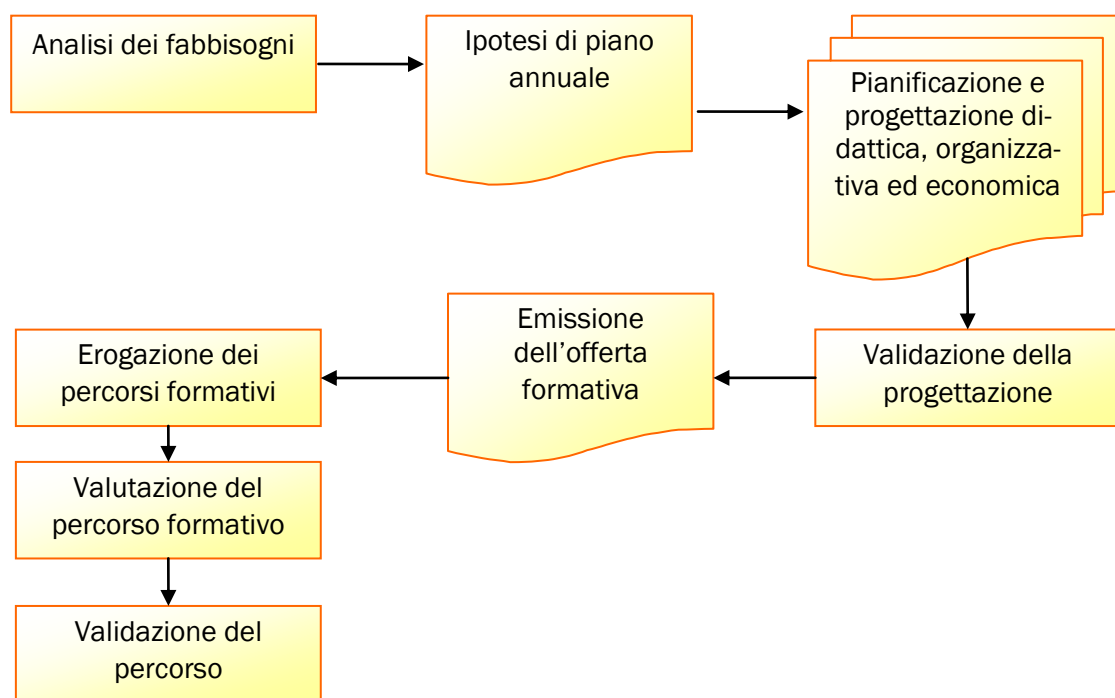 Analisi dei fabbisogni
Ipotesi di piano
annuale
Pianificazione e
progettazione di-
dattica, organizza-
tiva ed economica
Validazione della
progettazione
Emissione
dell’offerta
formativa
Erogazione dei
percorsi formativi
Valutazione del
percorso formativo
Validazione del
percorso